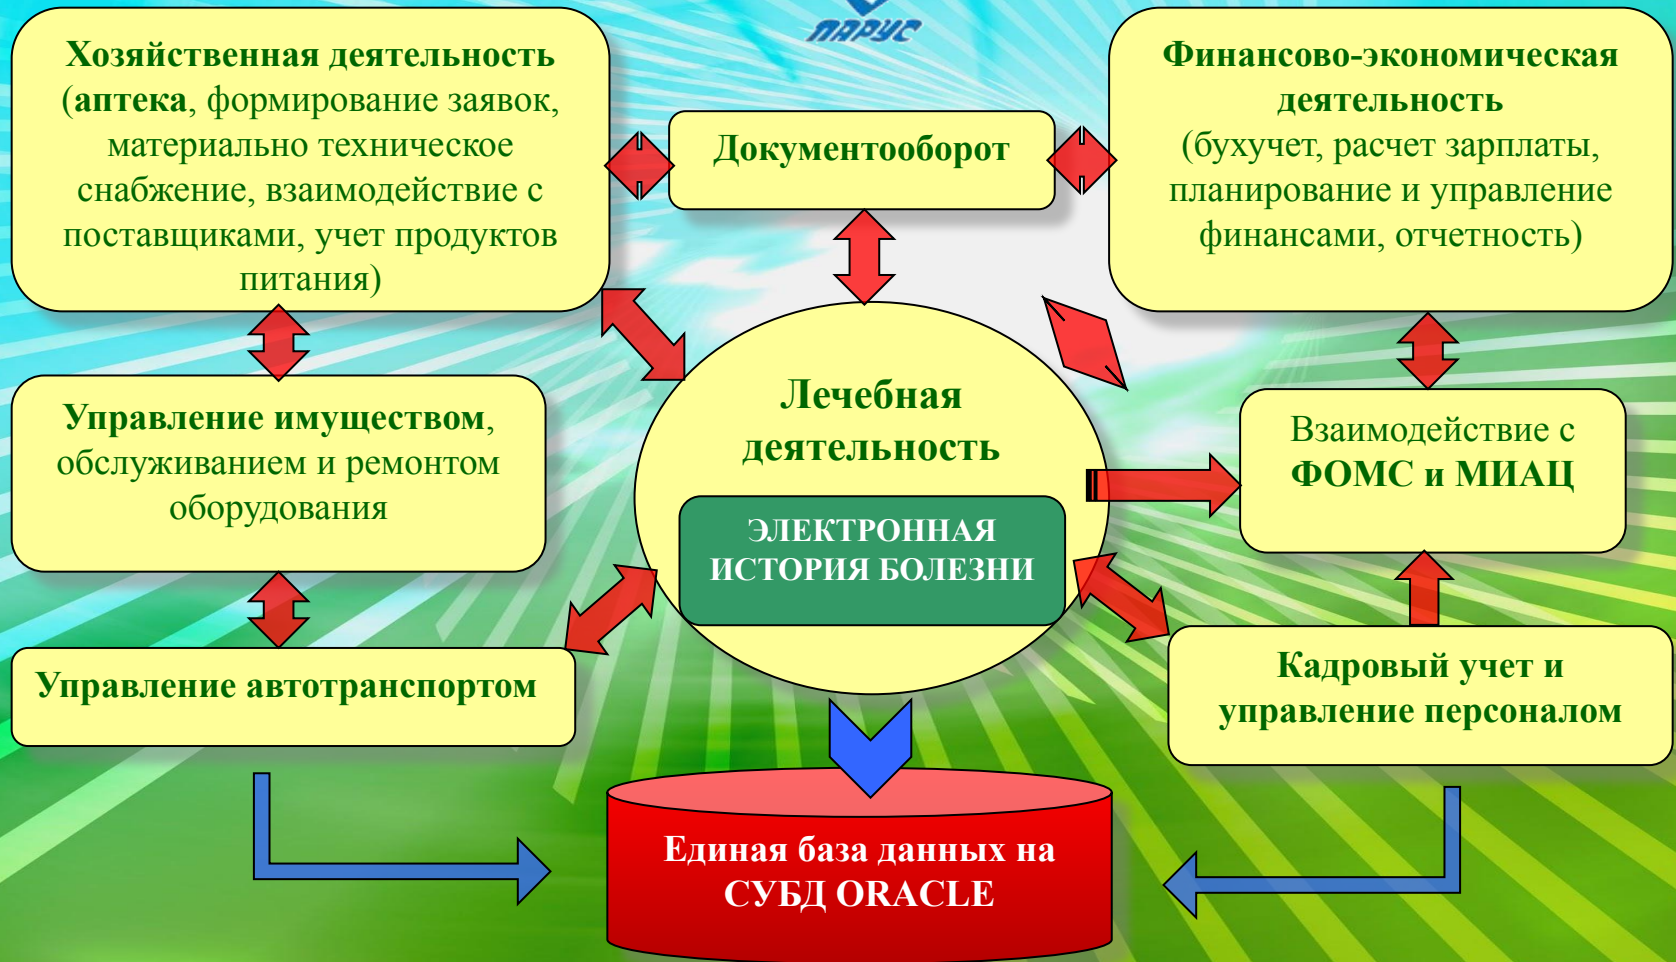 ПАРУС
Хозяйственная деятельность
(аптека, формирование заявок,
материально техническое
снабжение, взаимодействие с
поставщиками, учет продуктов
питания)
Документооборот
Финансово-экономическая
деятельность
(бухучет, расчет зарплаты,
планирование и управление
финансами, отчетность)
Управление имуществом,
обслуживанием и ремонтом
оборудования
Лечебная
деятельность
ЭЛЕКТРОННАЯ
ИСТОРИЯ БОЛЕЗНИ
Взаимодействие с
ФОМС и МИАЦ
Управление автотранспортом
Кадровый учет и
управление персоналом
Единая база данных на
СУБД ORACLE